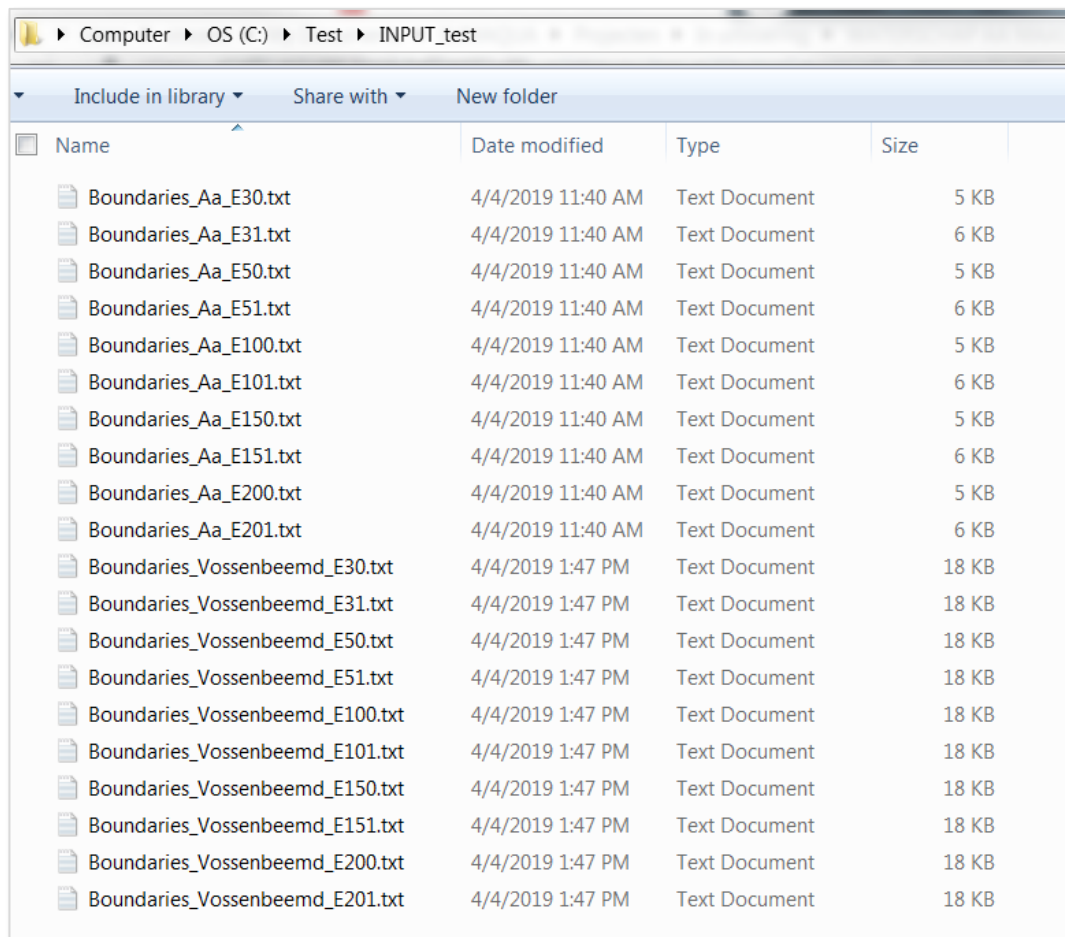 Computer OS (C:) Test INPUT_test
Include in library Share with New folder
Name Date modified Type Size
Boundaries_Aa_E30.txt 4/4/2019 11:40 AM Text Document 5 KB
Boundaries_Aa_E31.txt 4/4/2019 11:40 AM Text Document 6 KB
Boundaries_Aa_E50.txt 4/4/2019 11:40 AM Text Document 5 KB
Boundaries_Aa_E51.txt 4/4/2019 11:40 AM Text Document 6 KB
Boundaries_Aa_E100.txt 4/4/2019 11:40 AM Text Document 5 KB
Boundaries_Aa_E101.txt 4/4/2019 11:40 AM Text Document 6 KB
Boundaries_Aa_E150.txt 4/4/2019 11:40 AM Text Document 5 KB
Boundaries_Aa_E151.txt 4/4/2019 11:40 AM Text Document 6 KB
Boundaries_Aa_E200.txt 4/4/2019 11:40 AM Text Document 5 KB
Boundaries_Aa_E201.txt 4/4/2019 11:40 AM Text Document 6 KB
Boundaries_Vossenbeemd_E30.txt 4/4/2019 1:47 PM Text Document 18 KB
Boundaries_Vossenbeemd_E31.txt 4/4/2019 1:47 PM Text Document 18 KB
Boundaries_Vossenbeemd_E50.txt 4/4/2019 1:47 PM Text Document 18 KB
Boundaries_Vossenbeemd_E51.txt 4/4/2019 1:47 PM Text Document 18 KB
Boundaries_Vossenbeemd_E100.txt 4/4/2019 1:47 PM Text Document 18 KB
Boundaries_Vossenbeemd_E101.txt 4/4/2019 1:47 PM Text Document 18 KB
Boundaries_Vossenbeemd_E150.txt 4/4/2019 1:47 PM Text Document 18 KB
Boundaries_Vossenbeemd_E151.txt 4/4/2019 1:47 PM Text Document 18 KB
Boundaries_Vossenbeemd_E200.txt 4/4/2019 1:47 PM Text Document 18 KB
Boundaries_Vossenbeemd_E201.txt 4/4/2019 1:47 PM Text Document 18 KB